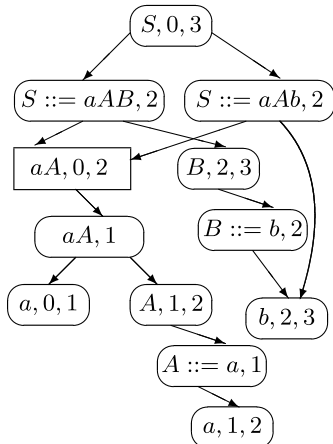 S, 0, 3
S ::= aAB, 2
S ::= aAb, 2
aA, 0, 2
B, 2, 3
aA, 1
B ::= b, 2
a, 0, 1
A, 1, 2
b, 2, 3
A ::= a, 1
a, 1, 2